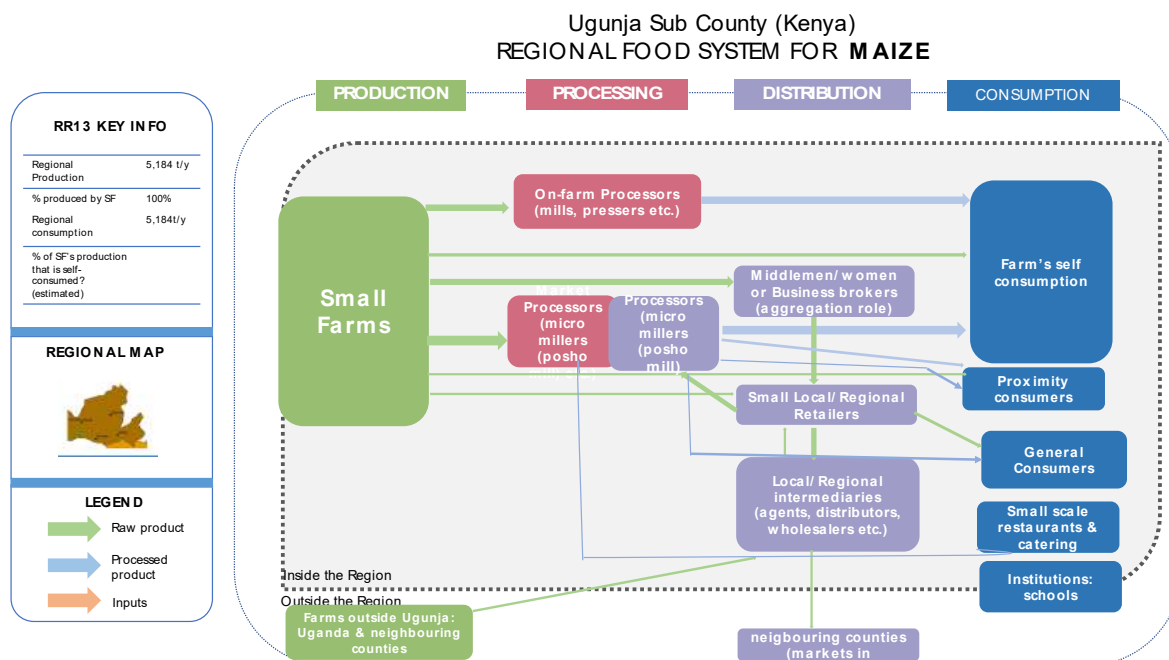 Ugunja Sub County (Kenya)
REGIONAL FOOD SYSTEM FOR MAIZE
PRODUCTION
PROCESSING
DISTRIBUTION
CONSUMPTION
RR13 KEY INFO
Regional
Production
5,184 t/y
% produced by SF
100%
Regional
consumption
5,184t/y
% of SF's production
that is self-
consumed?
(estimated)
REGIONAL MAP
LEGEND
Raw product
Processed
product
Inputs
Small
Farms
On-farm Processors
(mills, pressers etc.)
Market
Processors
(micro
millers
(posho
Processors
(micro
millers
(posho
mill)
Middlemen/ women
or Business brokers
(aggregation role)
Small Local/ Regional
Retailers
Local/ Regional
intermediaries
(agents, distributors,
wholesalers etc.)
Farm's self
consumption
Proximity
consumers
General
Consumers
Small scale
restaurants &
catering
Institutions:
schools
Inside the Region
Outside the Region
Farms outside Ugunja:
Uganda & neighbouring
counties
neigbouring counties
(markets in